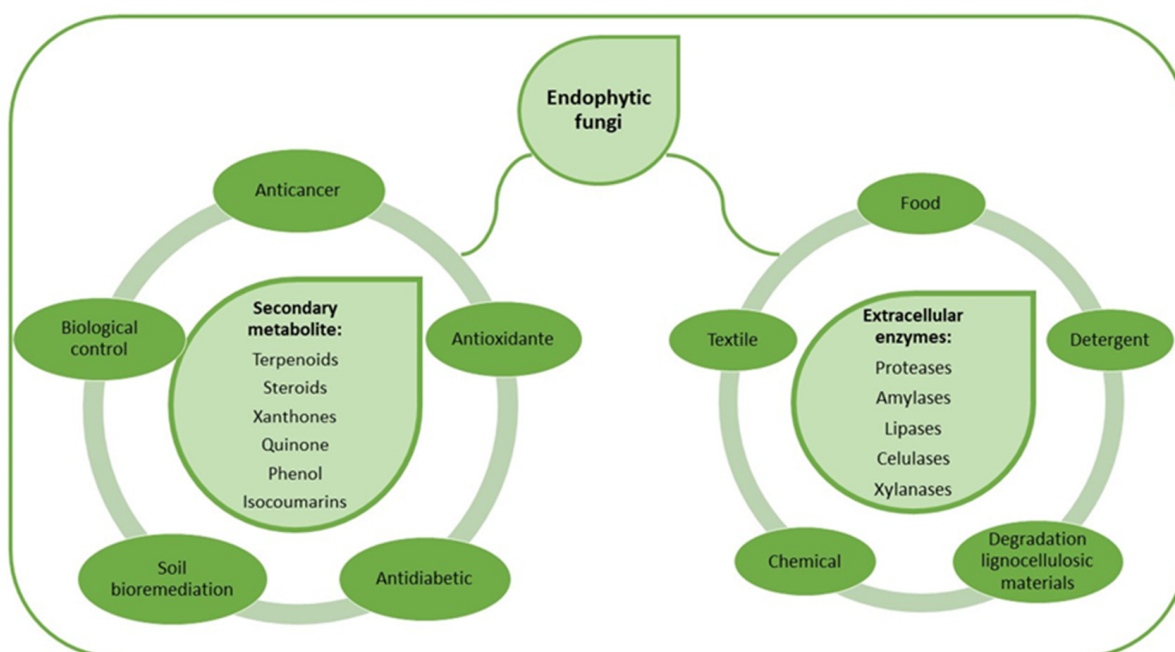 Endophytic
fungi
Anticancer
Biological
control
Antioxidante
Soil
bioremediation
Antidiabetic
Secondary
metabolite:
Terpenoids
Steroids
Xanthones
Quinone
Phenol
Isocoumarins
Food
Textile
Detergent
Chemical
Degradation
lignocellulosic
materials
Extracellular
enzymes:
Proteases
Amylases
Lipases
Celulases
Xylanases